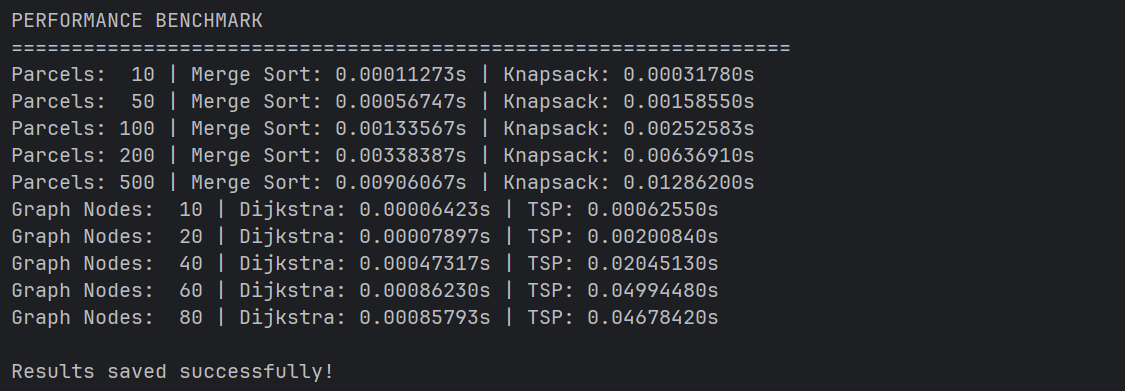 PERFORMANCE BENCHMARK
=================================================================
Parcels:  10 | Merge Sort: 0.00011273s | Knapsack: 0.00031780s
Parcels:  50 | Merge Sort: 0.00056747s | Knapsack: 0.00158550s
Parcels: 100 | Merge Sort: 0.00133567s | Knapsack: 0.00252583s
Parcels: 200 | Merge Sort: 0.00338387s | Knapsack: 0.00636910s
Parcels: 500 | Merge Sort: 0.00906067s | Knapsack: 0.01286200s
Graph Nodes:  10 | Dijkstra: 0.00006423s | TSP: 0.00062550s
Graph Nodes:  20 | Dijkstra: 0.00007897s | TSP: 0.00200840s
Graph Nodes:  40 | Dijkstra: 0.00047317s | TSP: 0.02045130s
Graph Nodes:  60 | Dijkstra: 0.00086230s | TSP: 0.04994480s
Graph Nodes:  80 | Dijkstra: 0.00085793s | TSP: 0.04678420s
Results saved successfully!